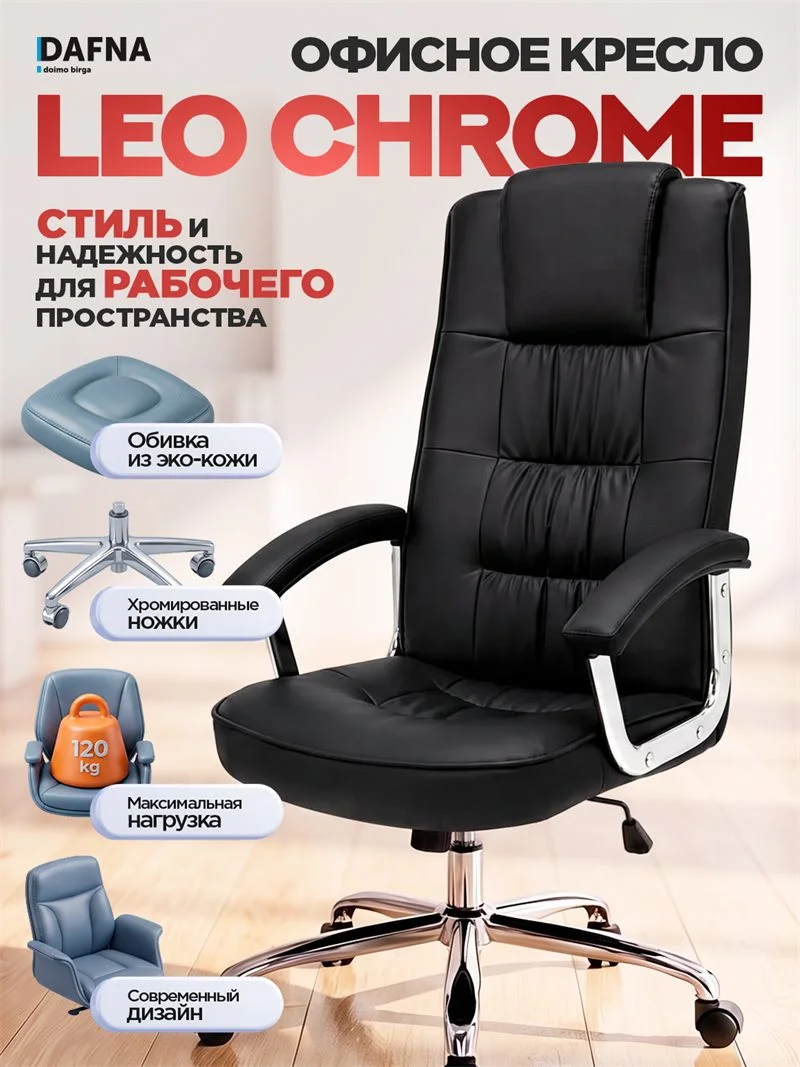 DAFNA
doimo birga
ОФИСНОЕ КРЕСЛО
LEO CHROME
СТИЛЬ И
НАДЕЖНОСТЬ
ДЛЯ РАБОЧЕГО
ПРОСТРАНСТВА
Обивка
из эко-кожи
Хромированные
ножки
120
kg
Максимальная
нагрузка
Современный
дизайн